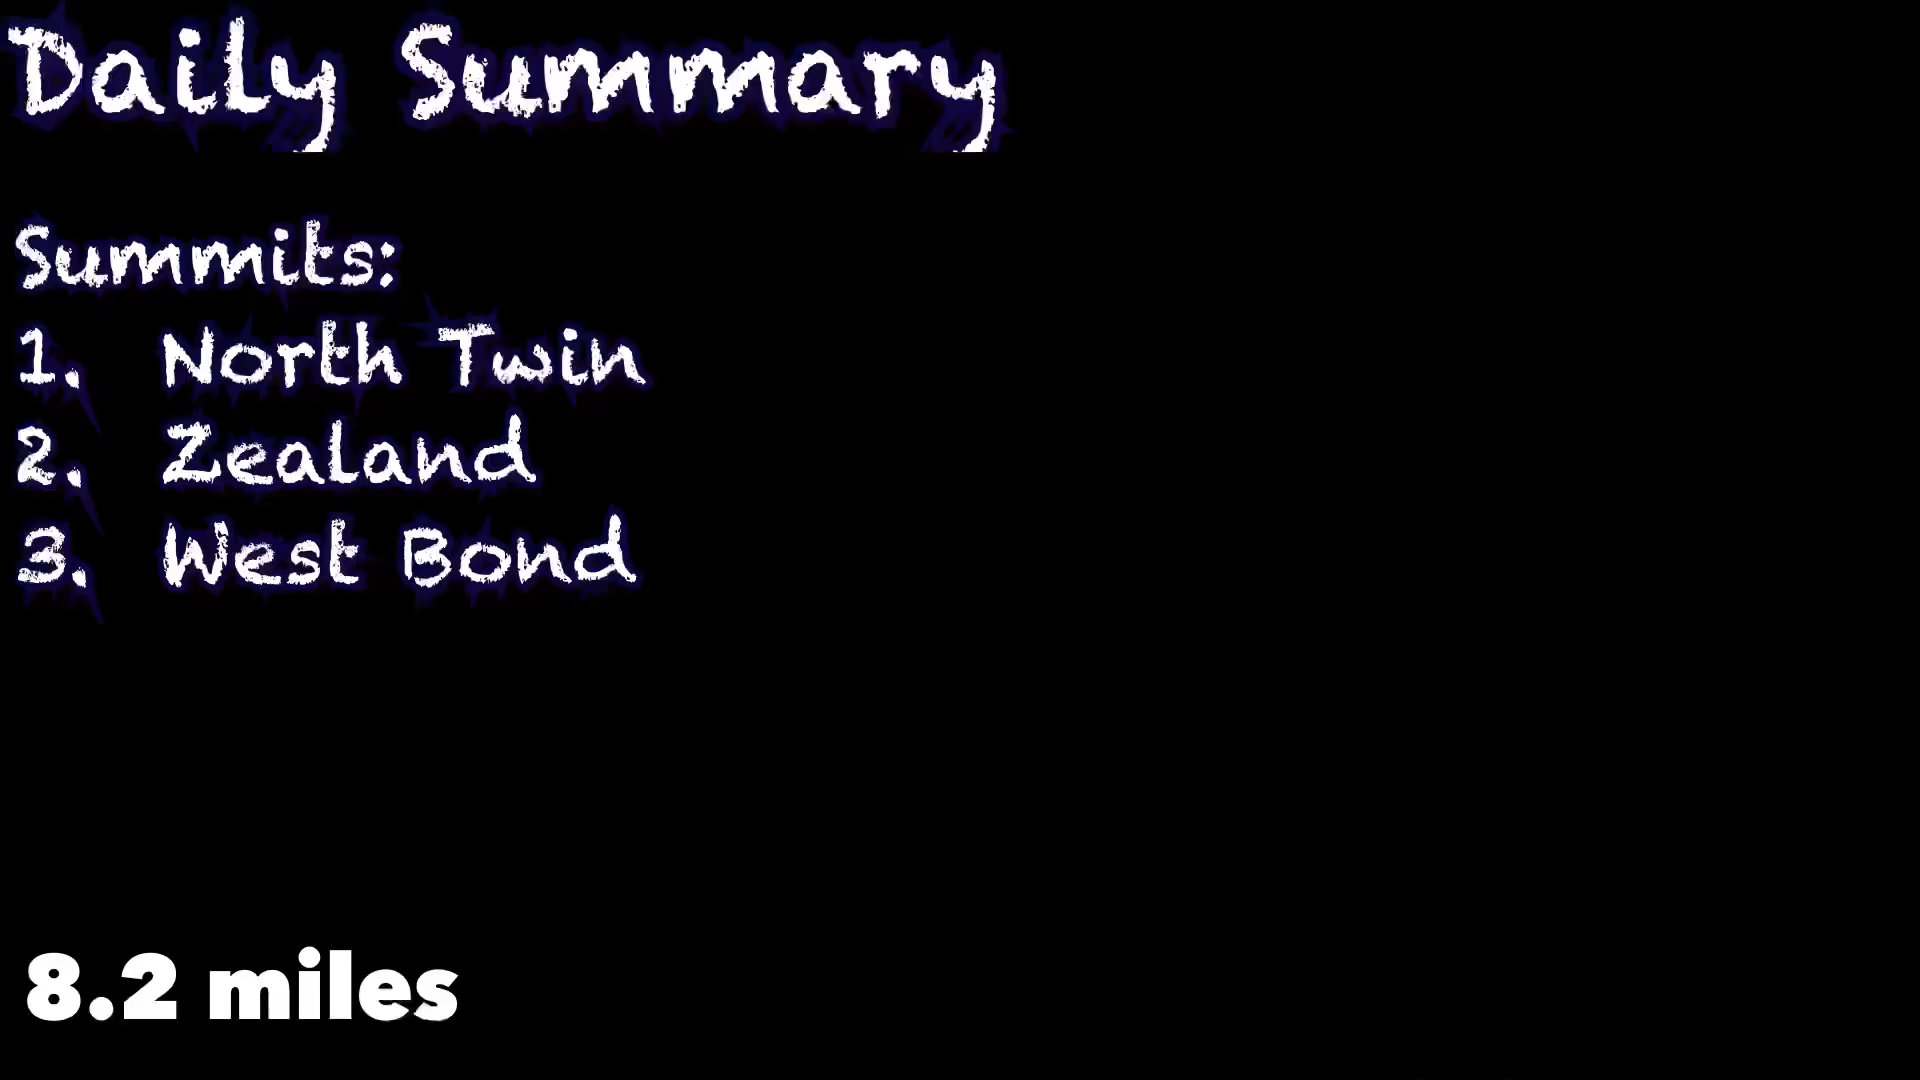 Daily Summary
Summits:
1. North Twin
2. Zealand
3. West Bond
8.2 miles